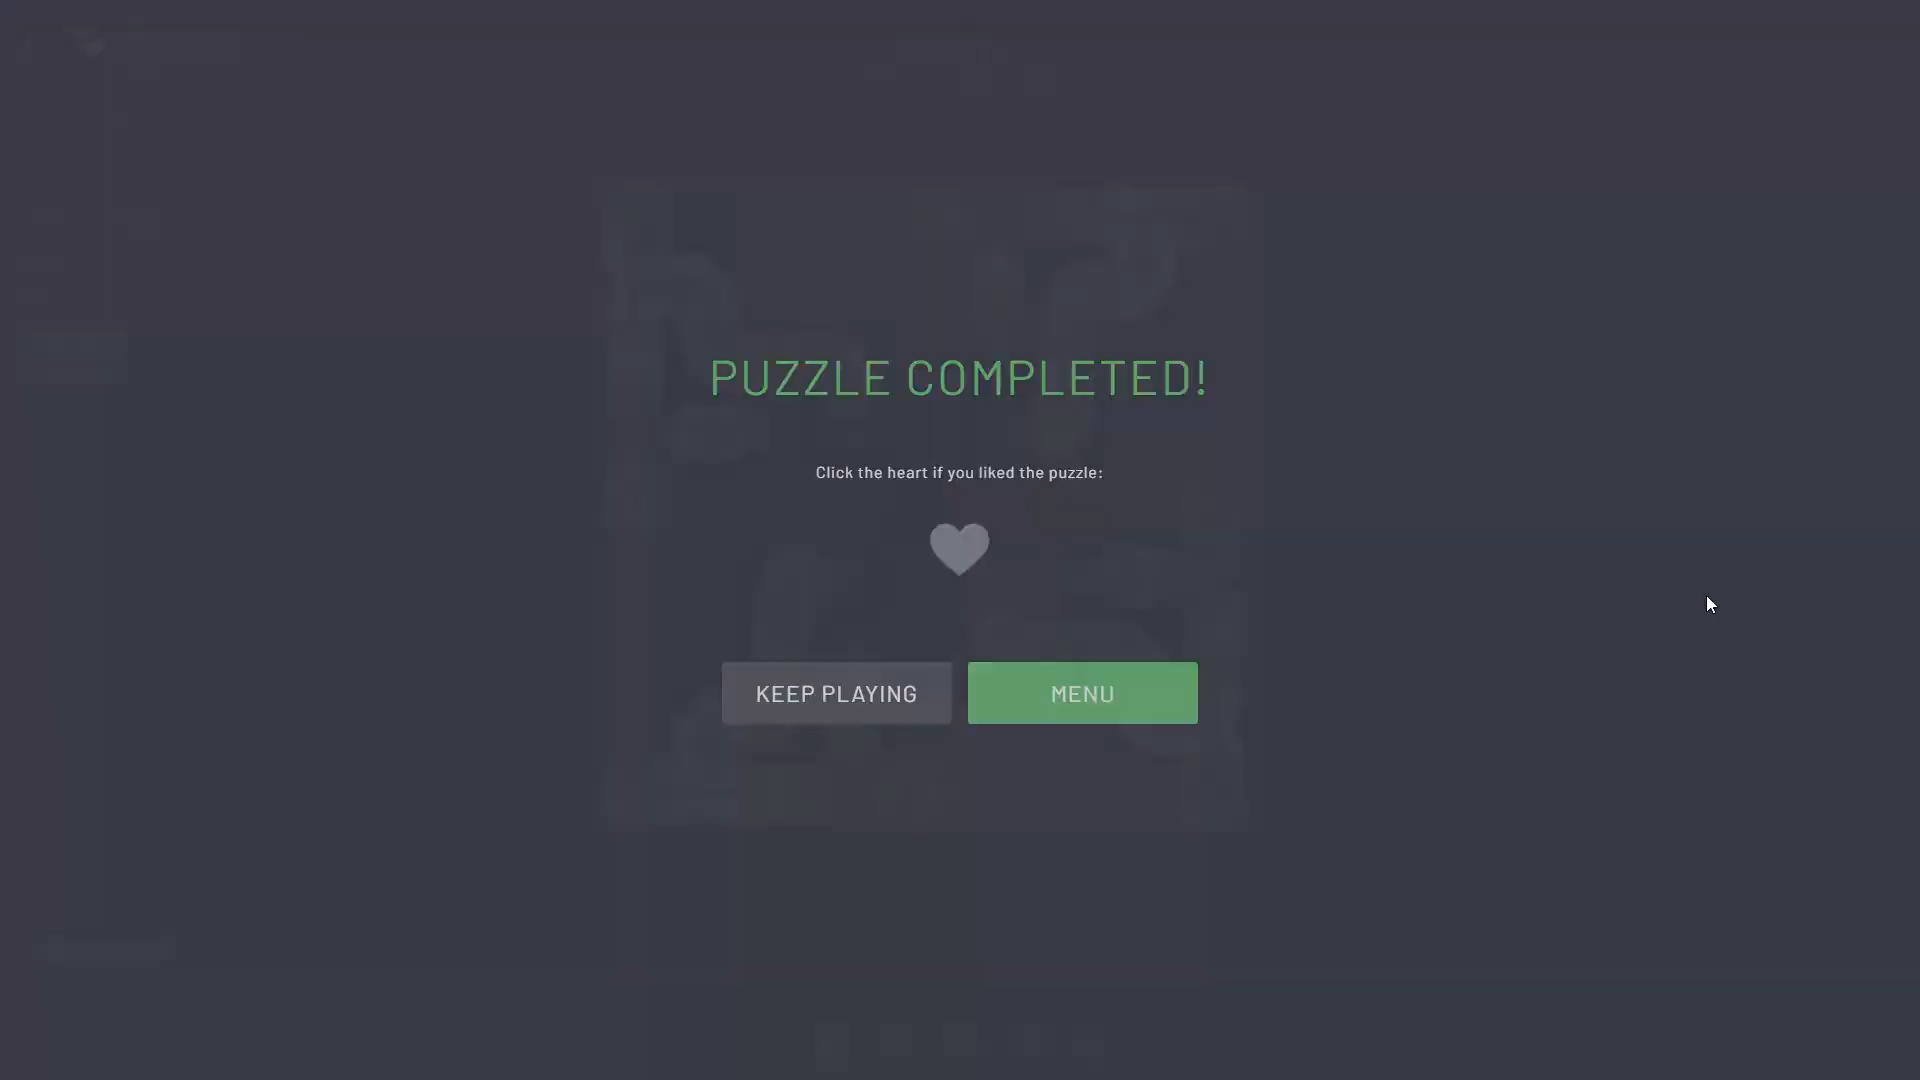 PUZZLE COMPLETED!
Click the heart if you liked the puzzle:
KEEP PLAYING
MENU